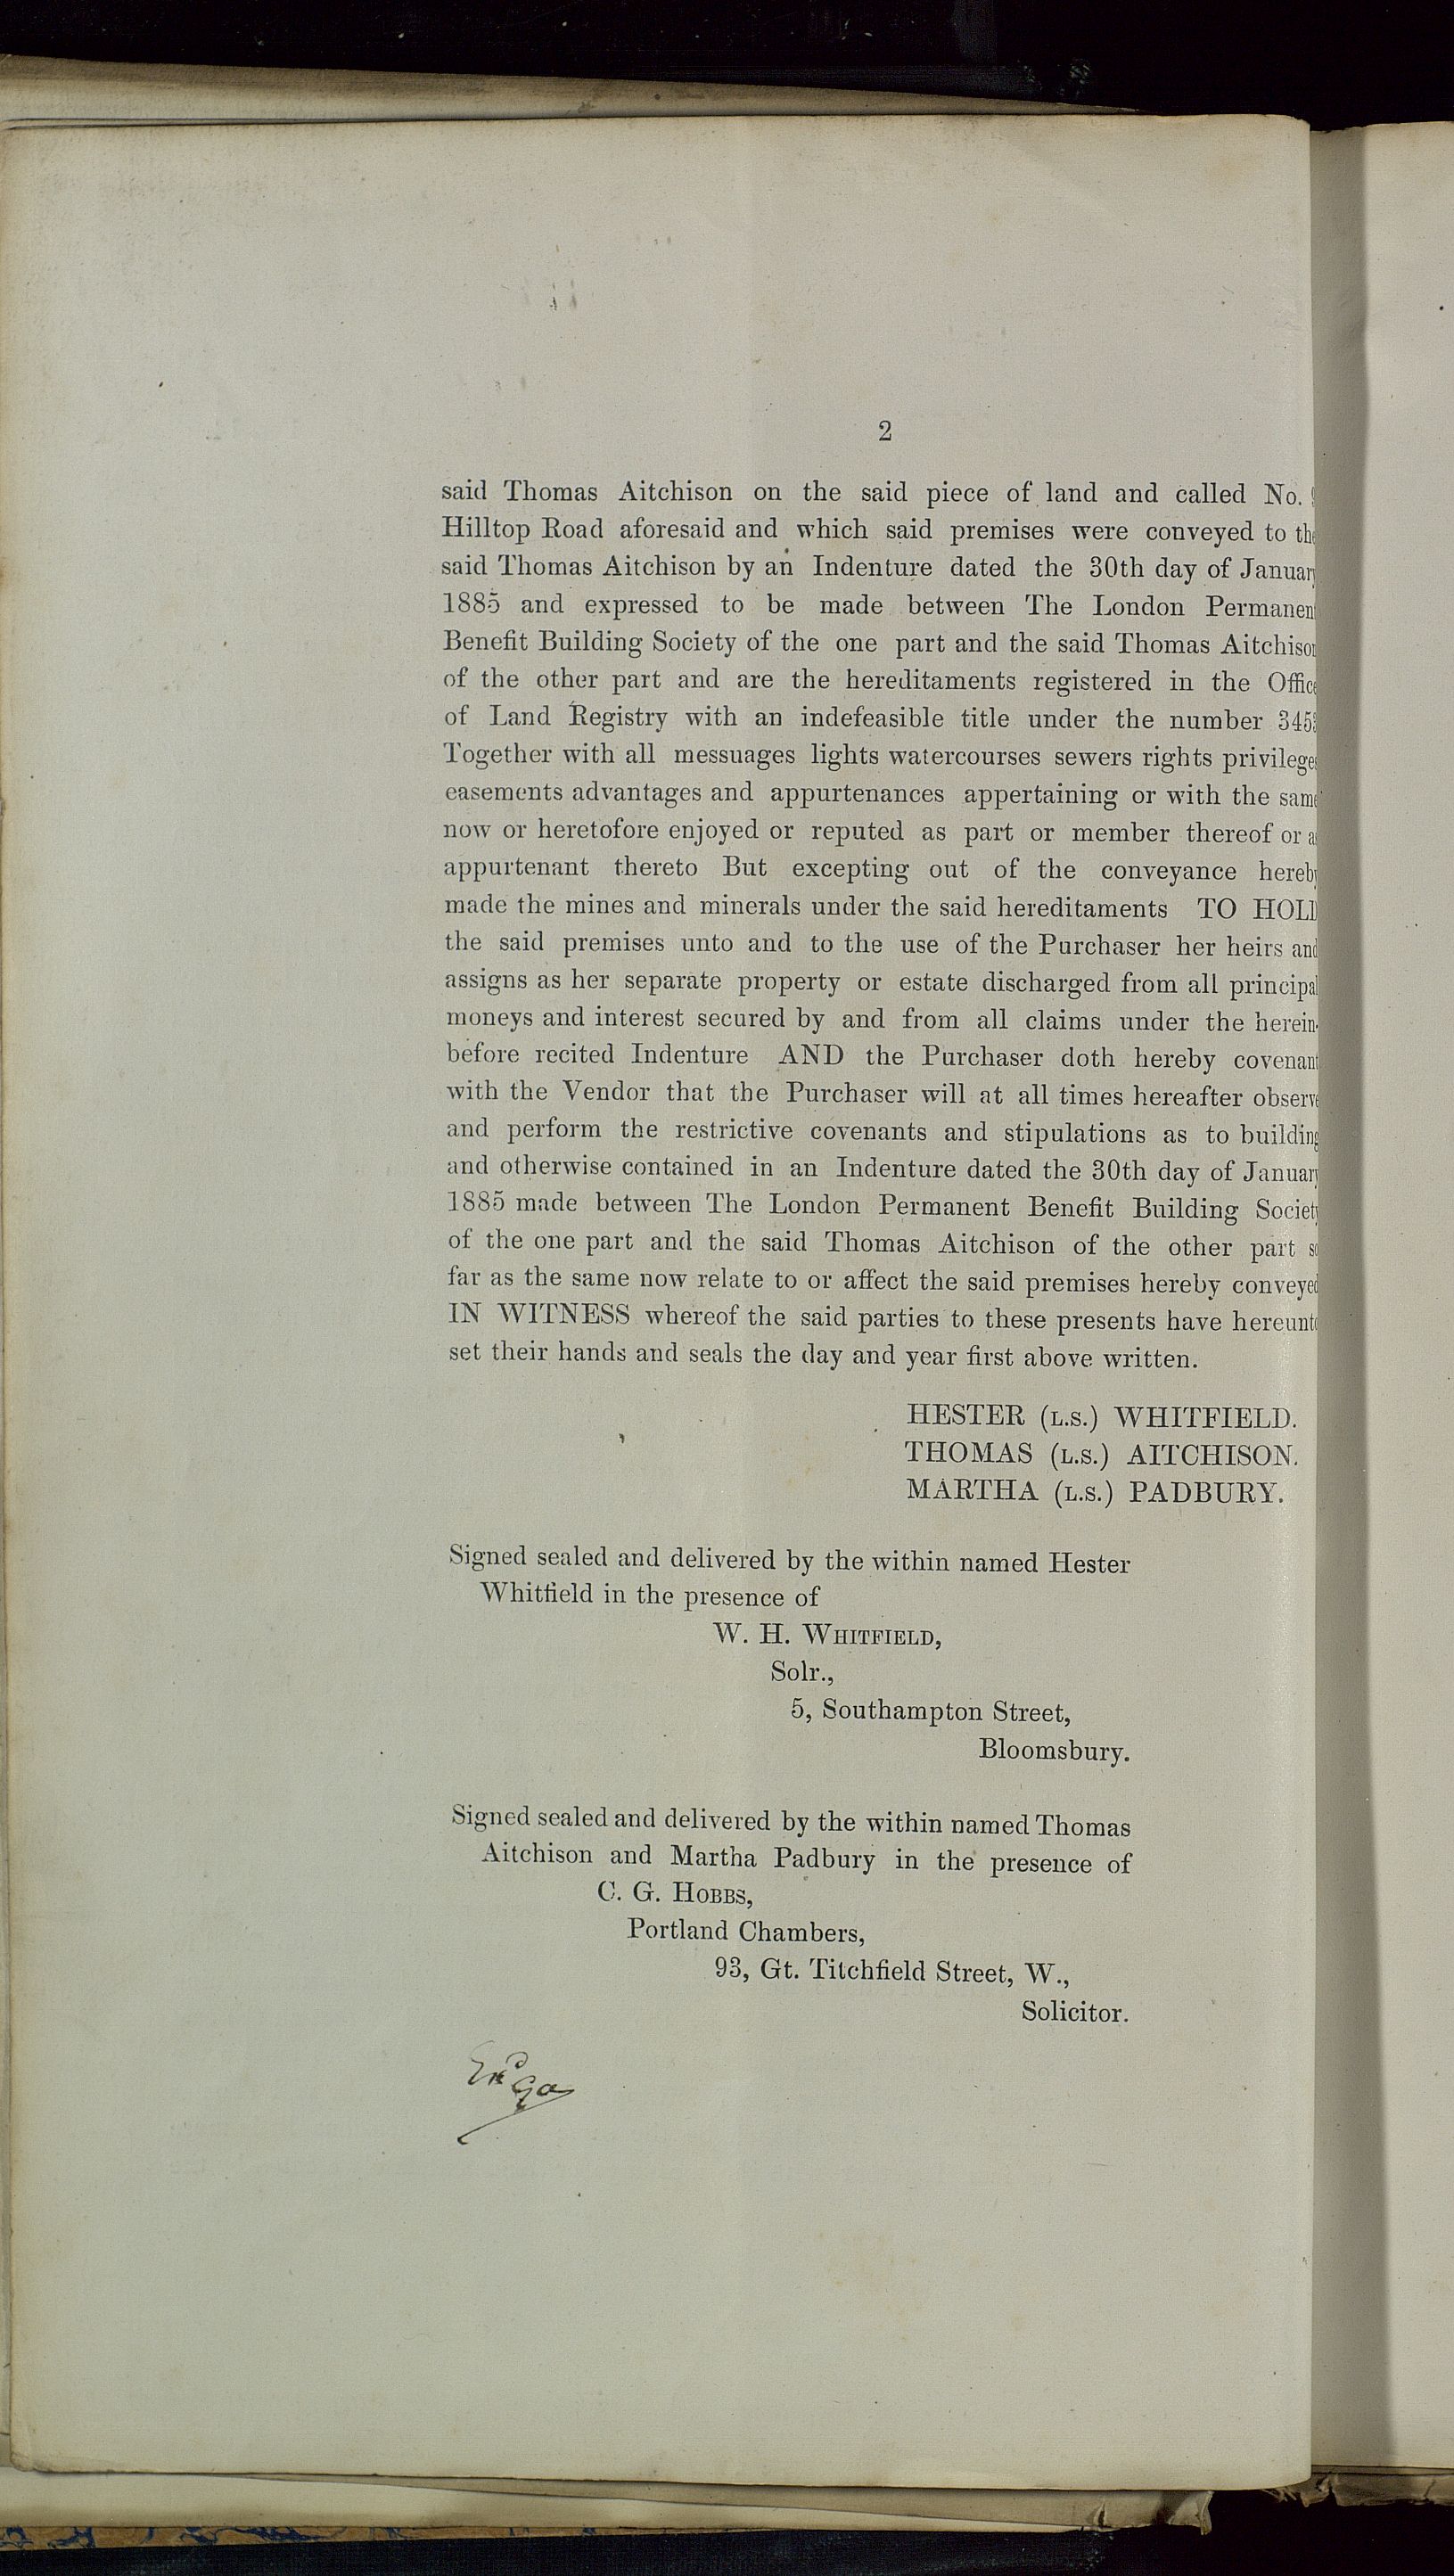 2
said Thomas Aitchison on the said piece of land and called No.
Hilltop Road aforesaid and which said premises were conveyed to the
said Thomas Aitchison by an Indenture dated the 30th day of January
1885 and expressed to be made between The London Permanent
Benefit Building Society of the one part and the said Thomas Aitchison
of the other part and are the hereditaments registered in the Office
of Land Registry with an indefeasible title under the number 3453
Together with all messuages lights watercourses sewers rights privileges
easements advantages and appurtenances appertaining or with the same
now or heretofore enjoyed or reputed as part or member thereof or as
appurtenant thereto But excepting out of the conveyance hereby
made the mines and minerals under the said hereditaments TO HOLD
the said premises unto and to the use of the Purchaser her heirs and
assigns as her separate property or estate discharged from all principal
moneys and interest secured by and from all claims under the herein-
before recited Indenture AND the Purchaser doth hereby covenant
with the Vendor that the Purchaser will at all times hereafter observe
and perform the restrictive covenants and stipulations as to building
and otherwise contained in an Indenture dated the 30th day of January
1885 made between The London Permanent Benefit Building Society
of the one part and the said Thomas Aitchison of the other part so
far as the same now relate to or affect the said premises hereby conveyed
IN WITNESS whereof the said parties to these presents have hereunto
set their hands and seals the day and year first above written.
HESTER (L.S.) WHITFIELD.
THOMAS (L.S.) AITCHISON.
MARTHA (L.S.) PADBURY.
Signed sealed and delivered by the within named Hester
Whitfield in the presence of
W. H. WHITFIELD,
Solr.,
5, Southampton Street,
Bloomsbury.
Signed sealed and delivered by the within named Thomas
Aitchison and Martha Padbury in the presence of
C. G. HOBBS,
Portland Chambers,
93, Gt. Titchfield Street, W.,
Solicitor.